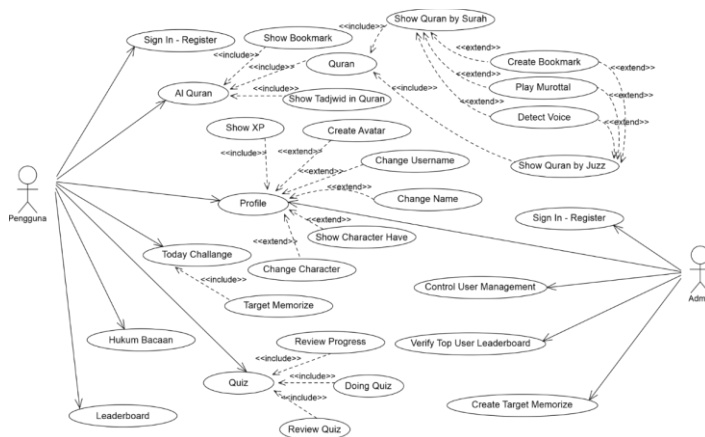 Show Quran by Surah
Show Bookmark
<<include>>
Sign In - Register
<<include>>
<<extend>>
Create Bookmark
Quran
<<include>>
<<extend>>
Play Murottal
Al Quran
<<include>>
<<include>>
<<extend>>
Show Tadjwid in Quran
<<extend>>
<<extend>>
Detect Voice
<<extend>>
Show XP
Create Avatar
<<include>>
<<extend>>
Change Username
Show Quran by Juzz
<<extend>>
Pengguna
<<extend>>
Change Name
Profile
<<extend>>
Sign In - Register
Show Character Have
<<extend>>
Today Challange
Change Character
<<include>>
Control User Management
Adm
Target Memorize
Hukum Bacaan
Review Progress
Verify Top User Leaderboard
<<include>>
Quiz
<<include>>
Doing Quiz
<<include>>
Create Target Memorize
Leaderboard
Review Quiz